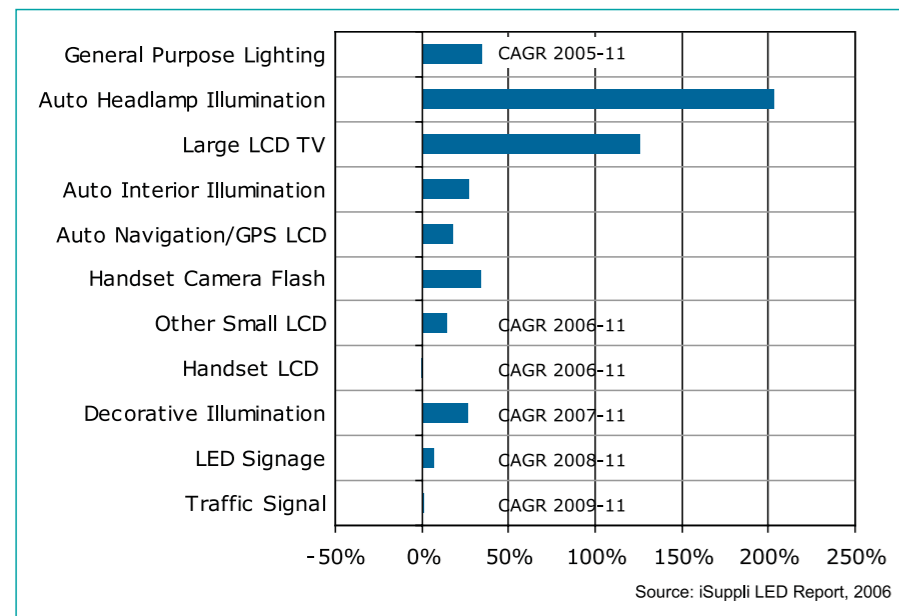 General Purpose Lighting CAGR 2005-11
Auto Headlamp Illumination
Large LCD TV
Auto Interior Illumination
Auto Navigation/GPS LCD
Handset Camera Flash
Other Small LCD CAGR 2006-11
Handset LCD CAGR 2006-11
Decorative Illumination CAGR 2007-11
LED Signage CAGR 2008-11
Traffic Signal CAGR 2009-11
-50% 0% 50% 100% 150% 200% 250%
Source: iSuppli LED Report, 2006